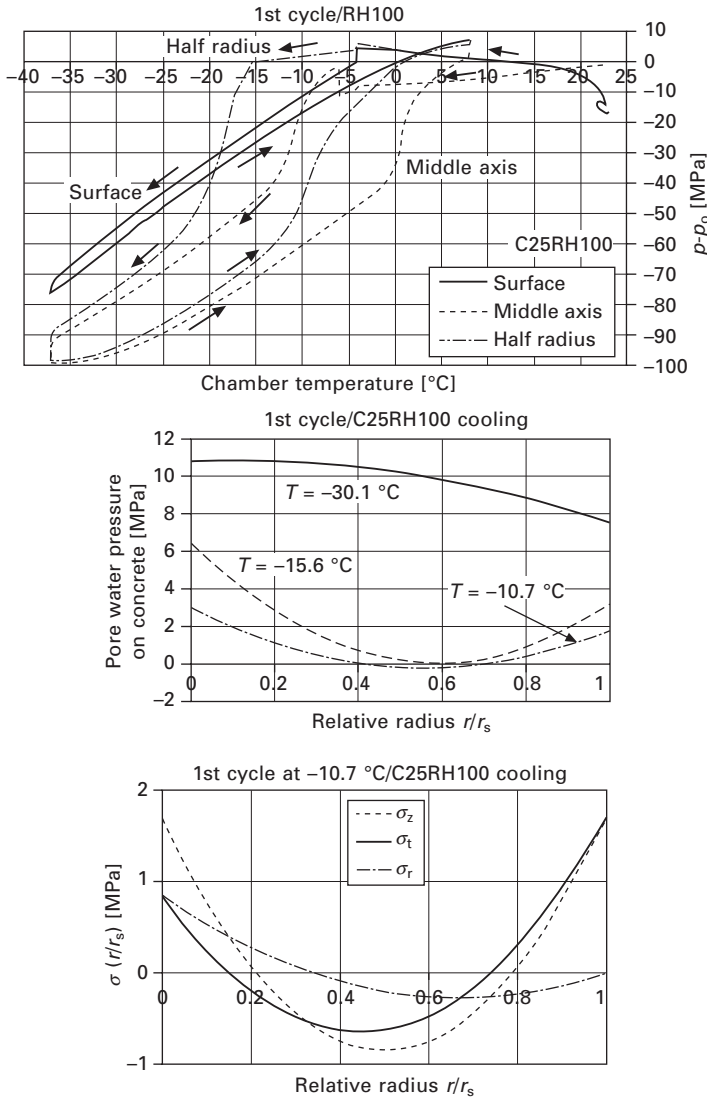 1st cycle/RH100
Half radius
10
0
–10
–20
–30
–40
–50
–60
–70
–80
–90
–100
–40 –35 –30 –25 –20 –15 –10 –5 0 5 10 15 20 25
Surface
Middle axis
C25RH100
Surface
Middle axis
Half radius
p-p₀ [MPa]
Chamber temperature [°C]
1st cycle/C25RH100 cooling
Pore water pressure
on concrete [MPa]
12
10
8
6
4
2
0
–2
T = –30.1 °C
T = –15.6 °C
T = –10.7 °C
0 0.2 0.4 0.6 0.8 1
Relative radius r/rₛ
1st cycle at –10.7 °C/C25RH100 cooling
σ (r/rₛ) [MPa]
2
1
0
–1
σz
σt
σr
0 0.2 0.4 0.6 0.8 1
Relative radius r/rₛ